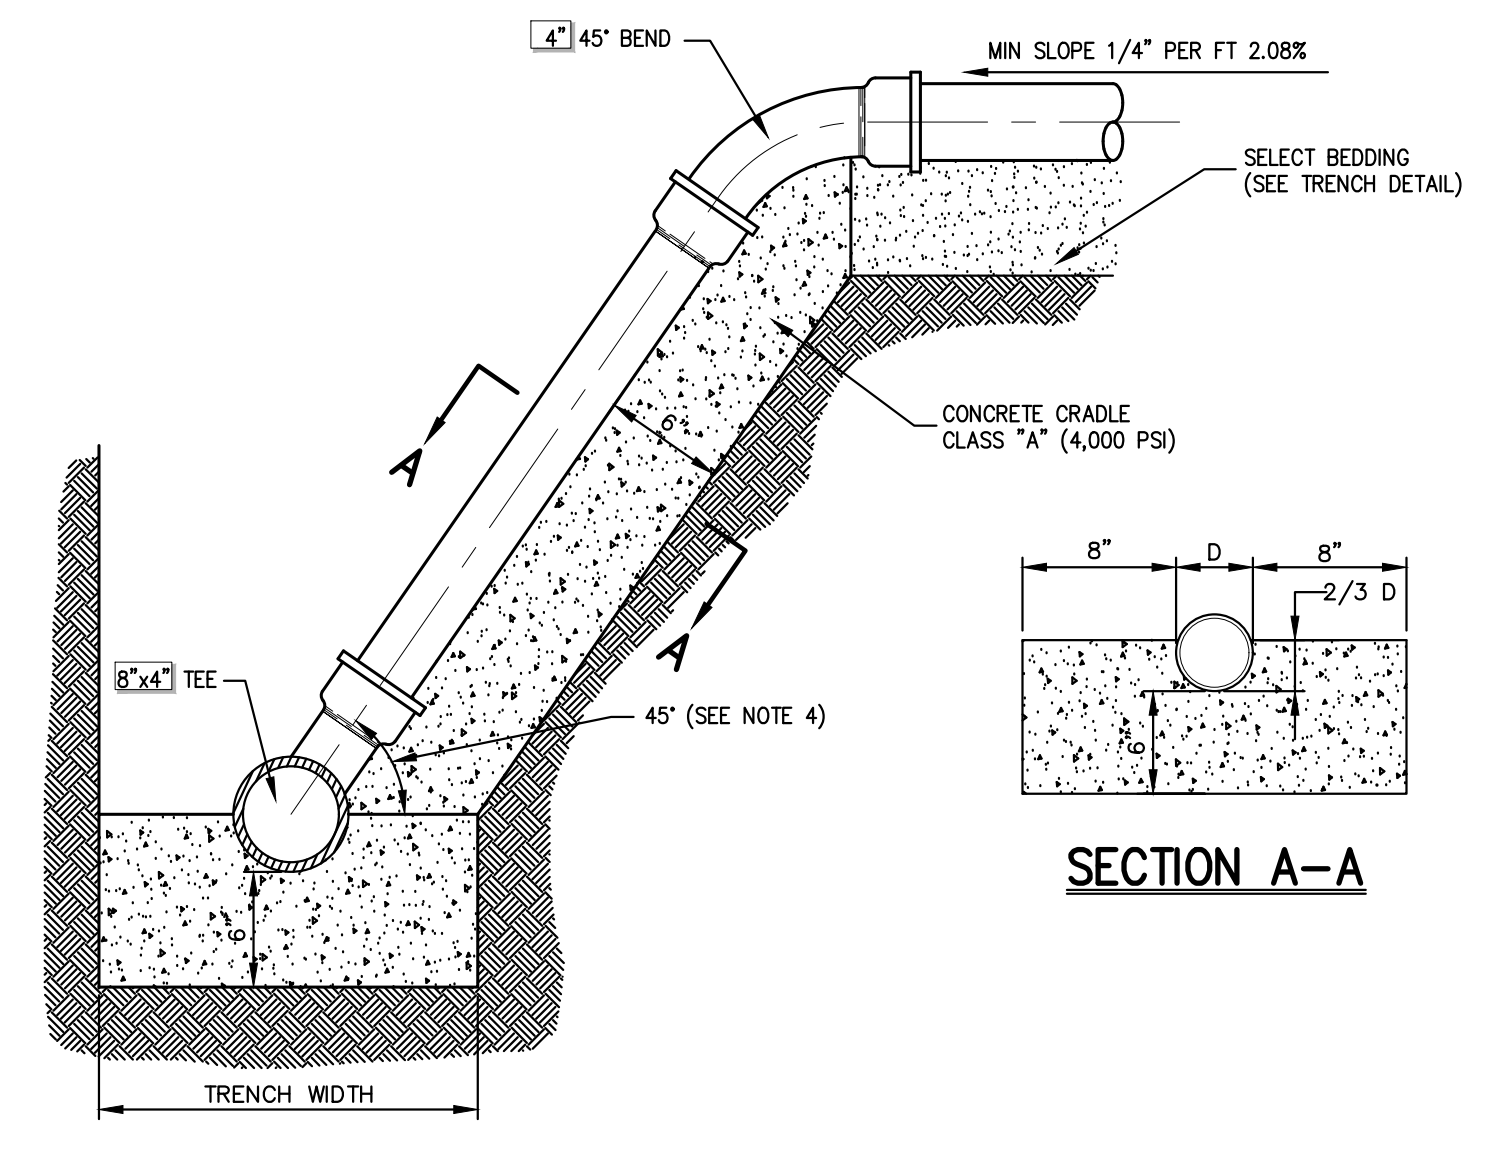 4" 45° BEND
MIN SLOPE 1/4" PER FT 2.08%
SELECT BEDDING
(SEE TRENCH DETAIL)
6"
CONCRETE CRADLE
CLASS "A" (4,000 PSI)
A
A
8"x4" TEE
45° (SEE NOTE 4)
6"
TRENCH WIDTH
8" D 8"
2/3 D
6"
SECTION A-A